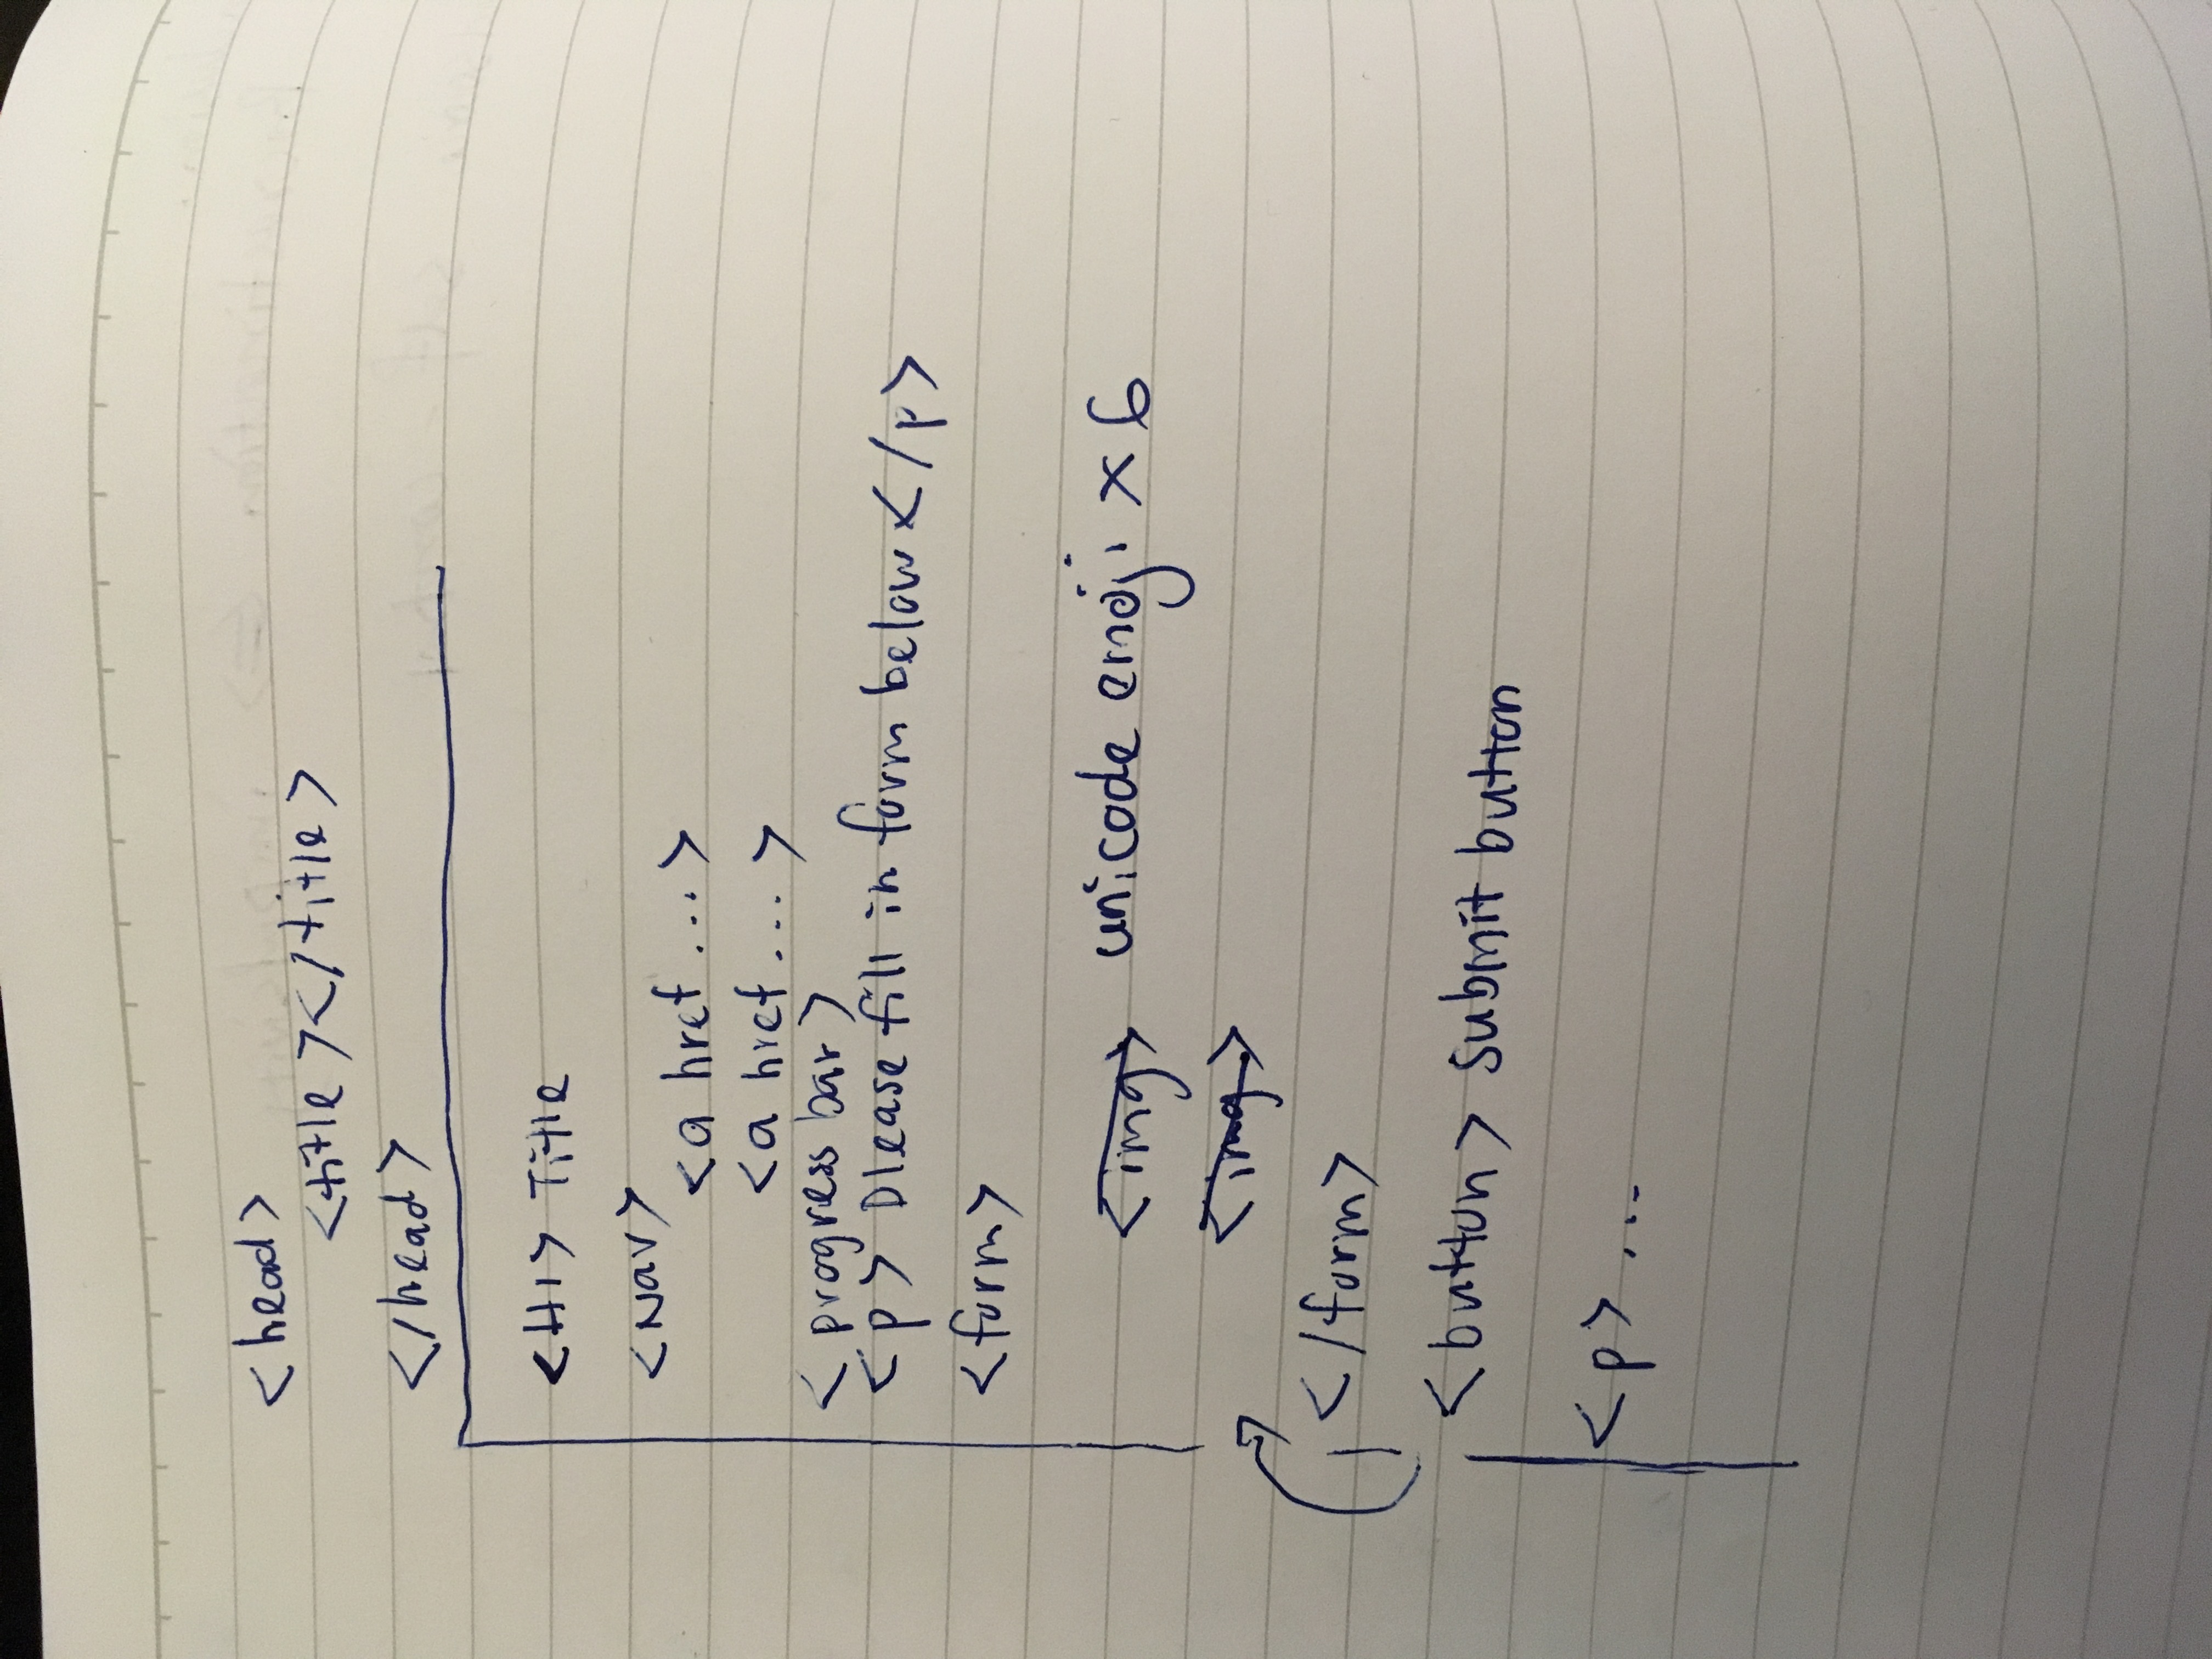 <head>
<title></title>
</head>
<H1> Title
<Nav>
<a href ... >
<a href ... >
<progress bar>
<p> Please fill in form below </p>
<form>
<img> unicode emoji x 6
<img>
</form>
<button> submit button
<p> ...